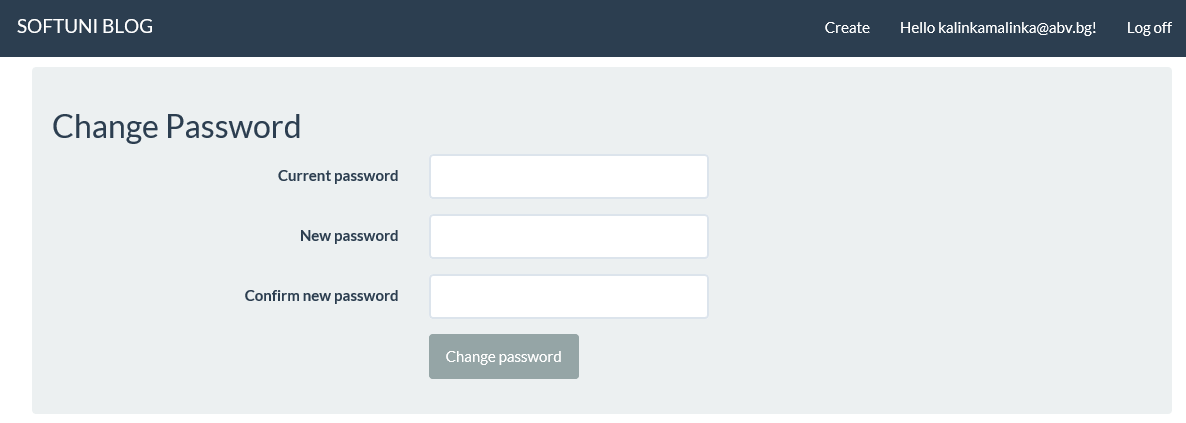 SOFTUNI BLOG Create Hello kalinkamalinka@abv.bg! Log off
Change Password
Current password
New password
Confirm new password
Change password